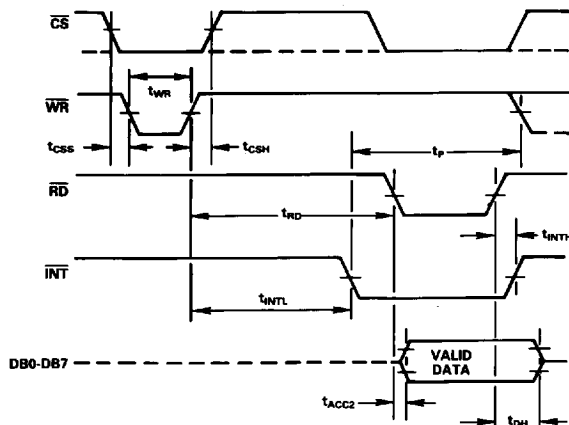 CS
tWR
WR
tCSS
tCSH
tP
RD
tRD
tINTH
INT
tINTL
DB0-DB7
VALID
DATA
tACC2
tDH